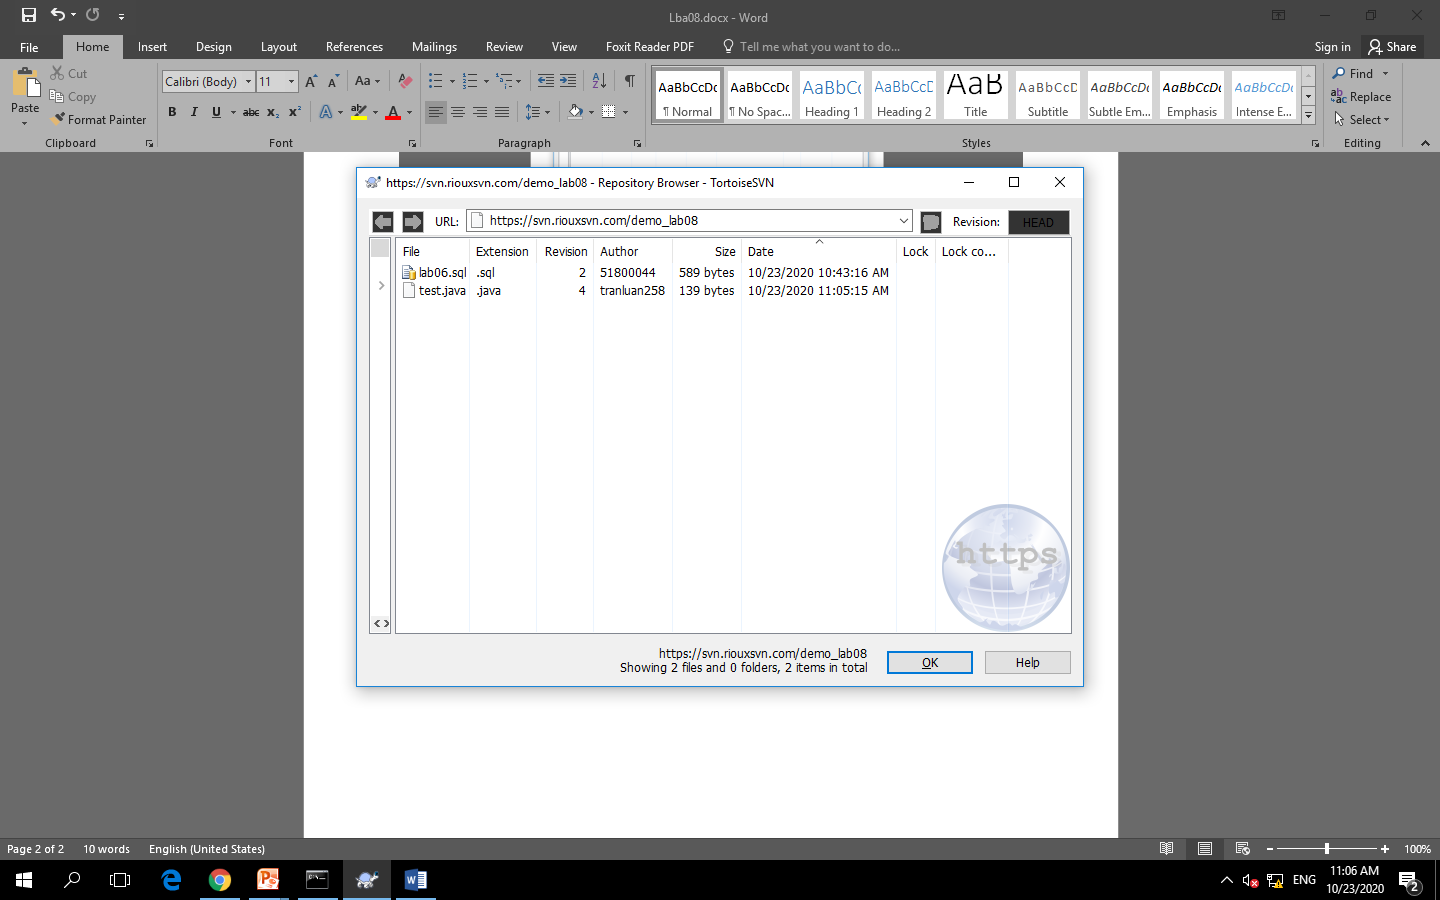 Lba08.docx - Word
File Home Insert Design Layout References Mailings Review View Foxit Reader PDF Tell me what you want to do... Sign in Share
Paste
Cut
Copy
Format Painter
Clipboard
Calibri (Body) 11
Aa
B I U abc x₂ x²
Font
Paragraph
AaBbCcDc AaBbCcDc AaBbCc AaBbCcD AaB AaBbCcD AaBbCcDc AaBbCcDc AaBbCcDc
¶ Normal ¶ No Spac... Heading 1 Heading 2 Title Subtitle Subtle Em... Emphasis Intense E...
Styles
Find
Replace
Select
Editing
https://svn.riouxsvn.com/demo_lab08 - Repository Browser - TortoiseSVN
URL: https://svn.riouxsvn.com/demo_lab08 Revision: HEAD
File Extension Revision Author Size Date Lock Lock co...
lab06.sql .sql 2 51800044 589 bytes 10/23/2020 10:43:16 AM
test.java .java 4 tranluan258 139 bytes 10/23/2020 11:05:15 AM
https
https://svn.riouxsvn.com/demo_lab08
Showing 2 files and 0 folders, 2 items in total
OK Help
Page 2 of 2 10 words English (United States) 100%
ENG
11:06 AM
10/23/2020
2